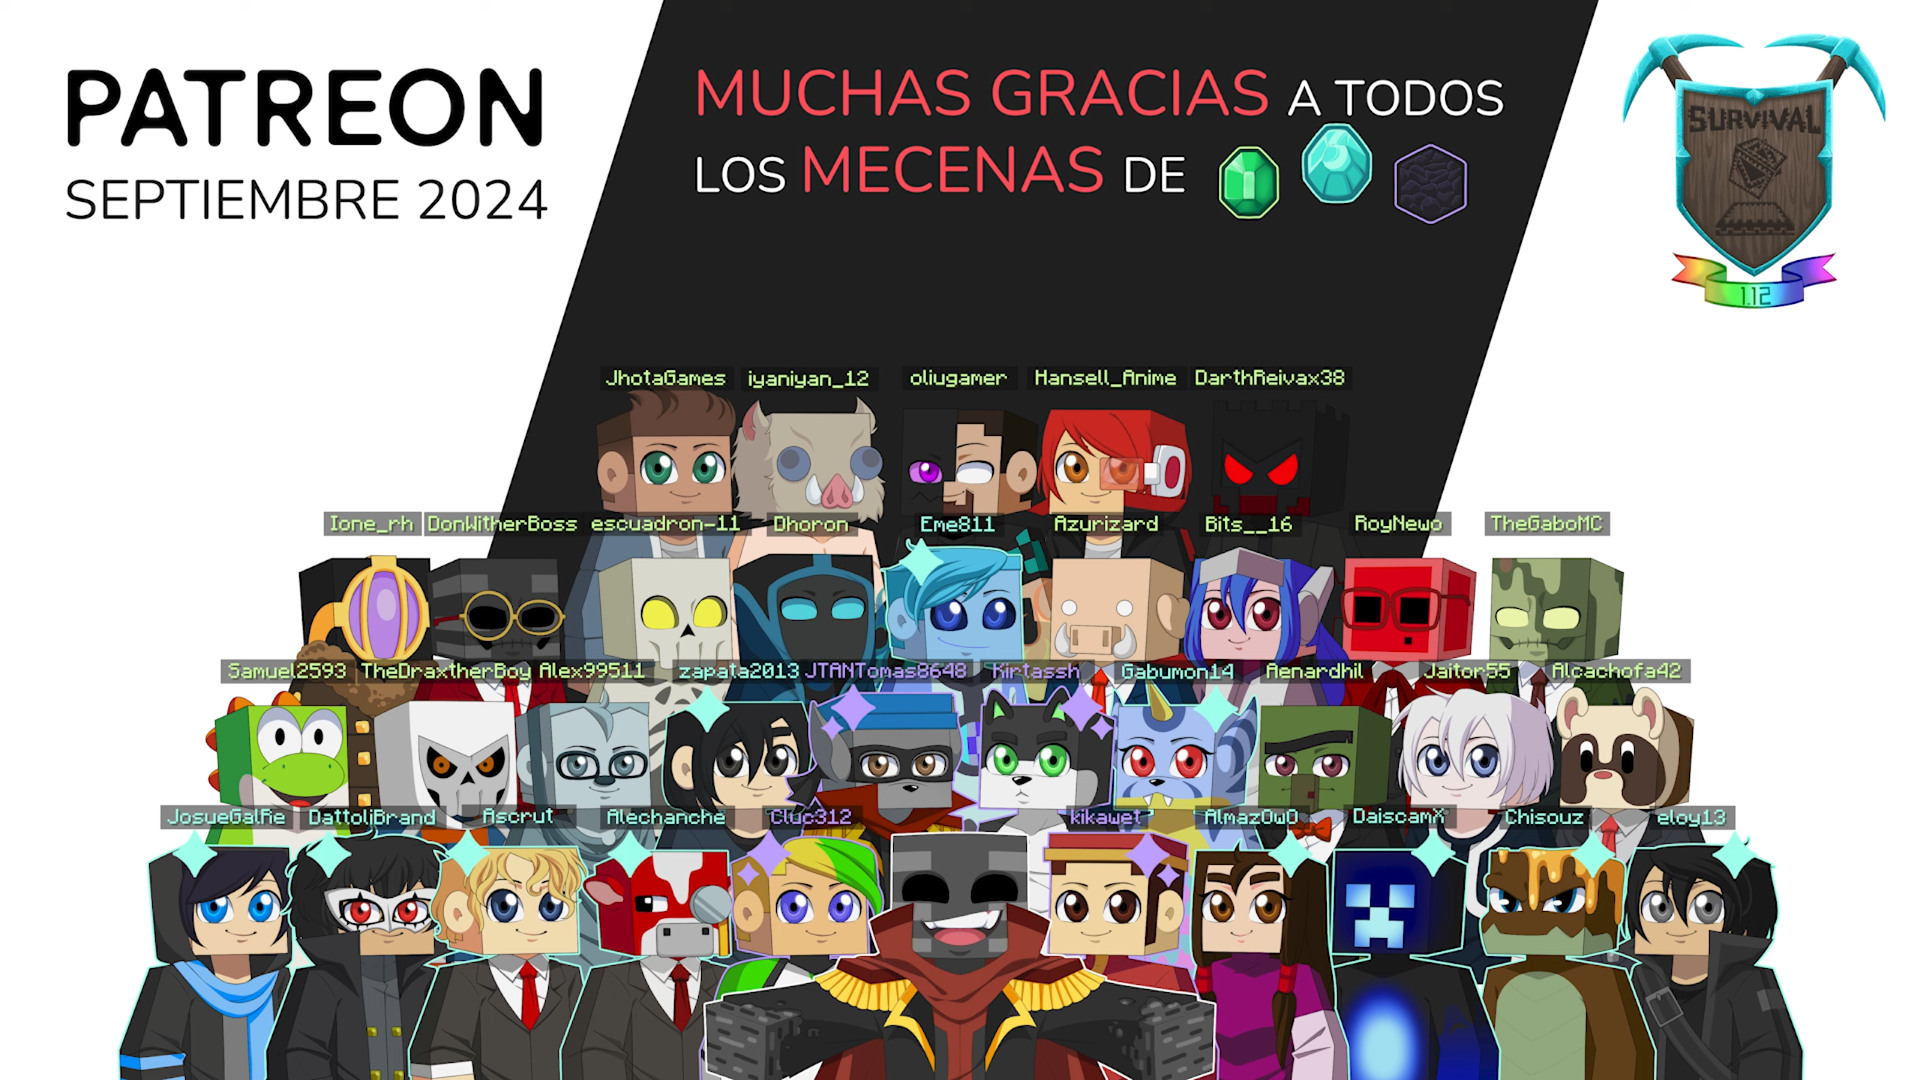 PATREON
SEPTIEMBRE 2024
MUCHAS GRACIAS A TODOS
LOS MECENAS DE
SURVIVAL
1.12
JhotaGames iyaniyan_12 oliugamer Hansell_Anime DarthReivax38
Ione_rh DonWitherBoss escuadron-11 Dhoron Eme811 Azurizard Bits__16 RoyNewo TheGaboMC
Samuel2593 TheDraxtherBoy Alex99511 zapata2013 JTANTomas8648 Kirtassh Gabumon14 Aenardhil Jaitor55 Alcachofa42
JosueGalRe DattoliBrand Ascrut Alechanche Cluc312 kikawet Almaz0wO DaiscamX Chisouz eloy13